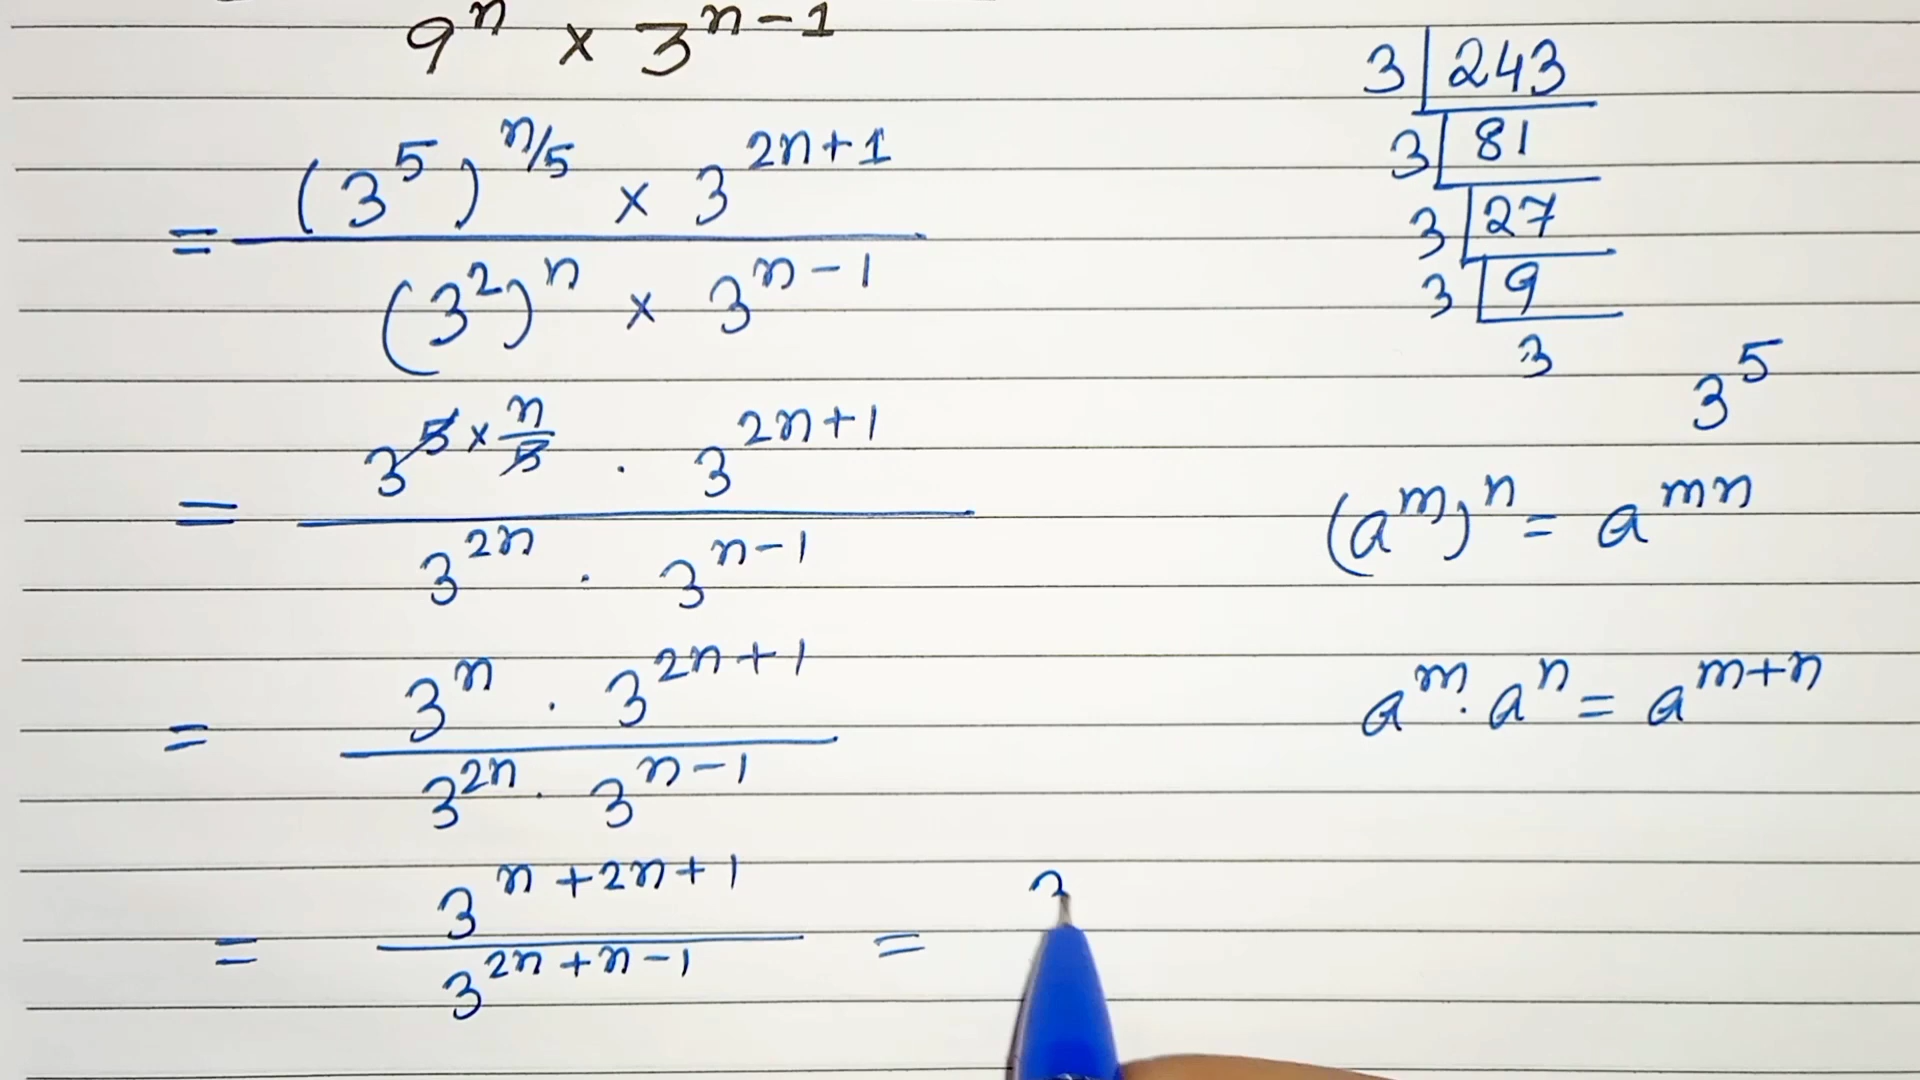 9^n × 3^(n-1)
= ((3^5)^(n/5) × 3^(2n+1)) / ((3^2)^n × 3^(n-1))
= (3^(5×n/5) · 3^(2n+1)) / (3^(2n) · 3^(n-1))
= (3^n · 3^(2n+1)) / (3^(2n) · 3^(n-1))
= 3^(n+2n+1) / 3^(2n+n-1) =
3 | 243
3 | 81
3 | 27
3 | 9
3
3^5
(a^m)^n = a^(mn)
a^m · a^n = a^(m+n)